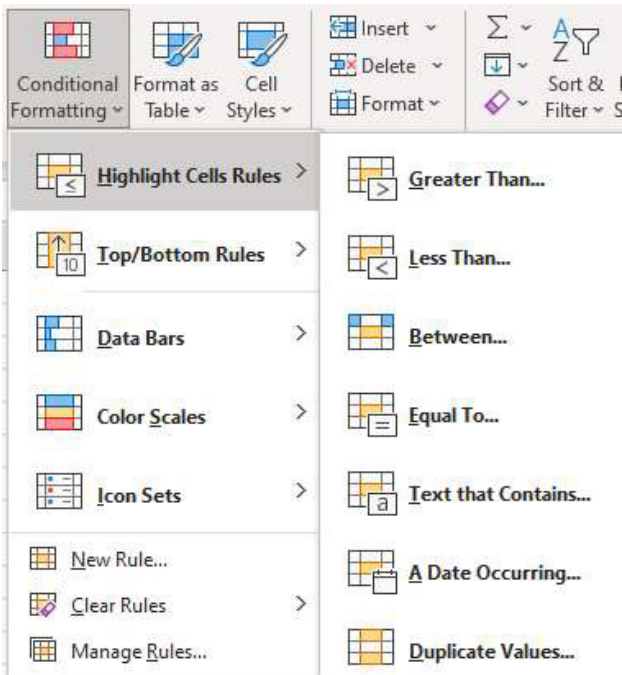 Insert
Delete
Format
Conditional
Formatting
Format as
Table
Cell
Styles
Σ
A
Z
Sort &
Filter
≤
Highlight Cells Rules
10
Top/Bottom Rules
Data Bars
Color Scales
Icon Sets
New Rule...
Clear Rules
Manage Rules...
>
Greater Than...
<
Less Than...
Between...
=
Equal To...
a
Text that Contains...
A Date Occurring...
Duplicate Values...